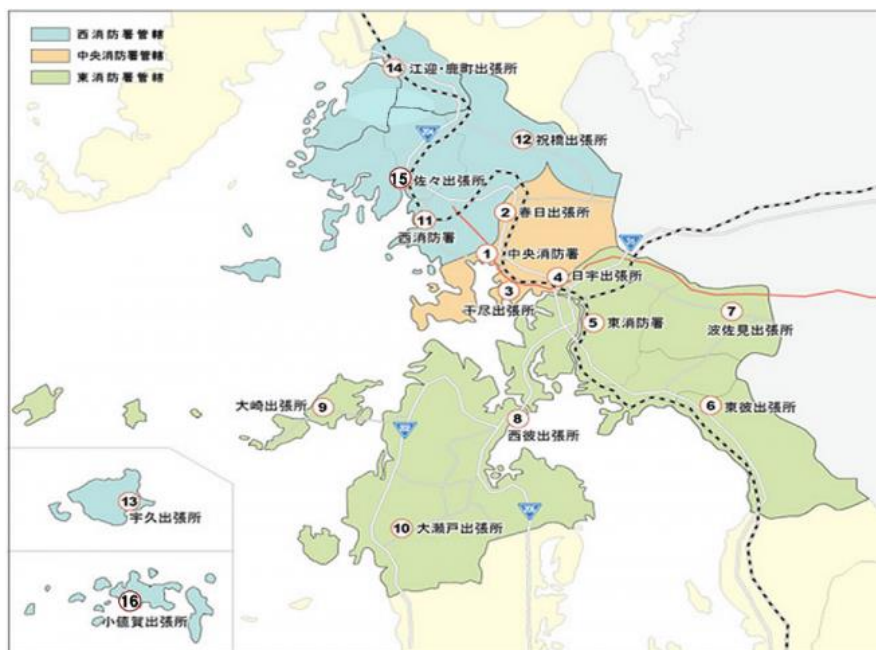 西消防署管轄
中央消防署管轄
東消防署管轄
14 江迎・鹿町出張所
12 祝橋出張所
15 佐々出張所
2 春日出張所
11
西消防署
1 中央消防署
4 日宇出張所
3
干尽出張所
5 東消防署
7
波佐見出張所
大崎出張所 9
8
西彼出張所
6 東彼出張所
202
10 大瀬戸出張所
13
宇久出張所
16
小値賀出張所